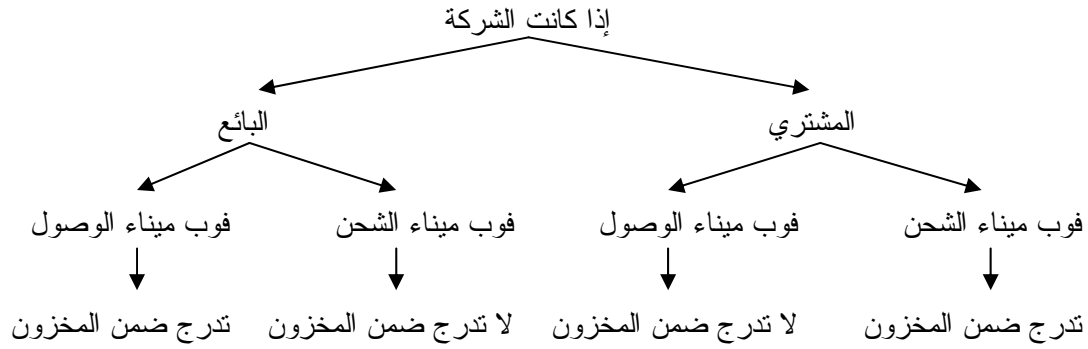 إذا كانت الشركة
المشتري البائع
فوب ميناء الشحن فوب ميناء الوصول فوب ميناء الشحن فوب ميناء الوصول
تدرج ضمن المخزون لا تدرج ضمن المخزون لا تدرج ضمن المخزون تدرج ضمن المخزون